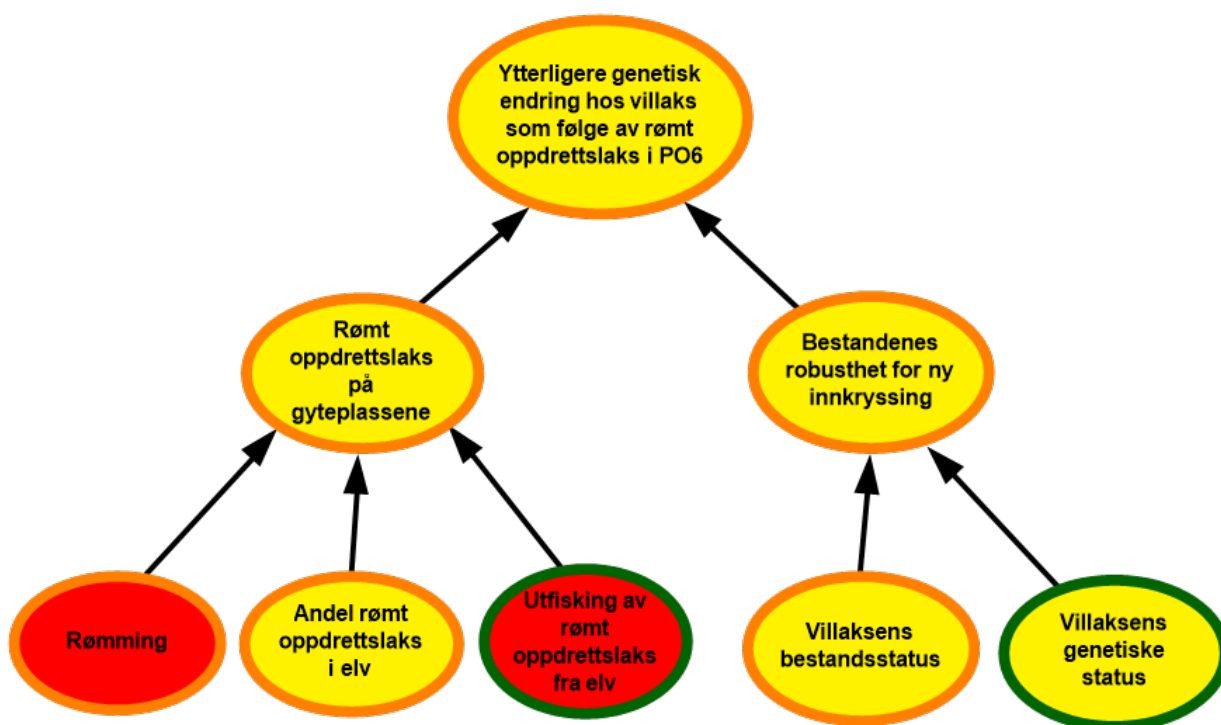 Ytterligere genetisk
endring hos villaks
som følge av rømt
oppdrettslaks i PO6
Rømt
oppdrettslaks
på
gyteplassene
Bestandenes
robusthet for ny
innkryssing
Rømming
Andel rømt
oppdrettslaks
i elv
Utfisking av
rømt
oppdrettslaks
fra elv
Villaksens
bestandsstatus
Villaksens
genetiske
status